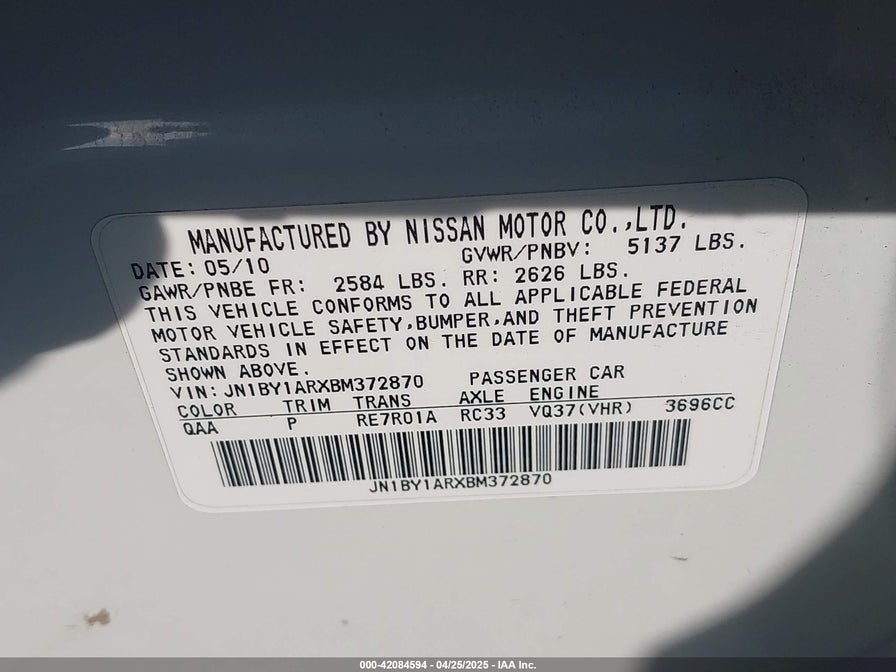 MANUFACTURED BY NISSAN MOTOR CO.,LTD.
DATE: 05/10 GVWR/PNBV: 5137 LBS.
GAWR/PNBE FR: 2584 LBS. RR: 2626 LBS.
THIS VEHICLE CONFORMS TO ALL APPLICABLE FEDERAL
MOTOR VEHICLE SAFETY,BUMPER,AND THEFT PREVENTION
STANDARDS IN EFFECT ON THE DATE OF MANUFACTURE
SHOWN ABOVE.
VIN: JN1BY1ARXBM372870 PASSENGER CAR
COLOR TRIM TRANS AXLE ENGINE
QAA P RE7R01A RC33 VQ37(VHR) 3696CC
JN1BY1ARXBM372870
000-42084594 - 04/25/2025 - IAA Inc.